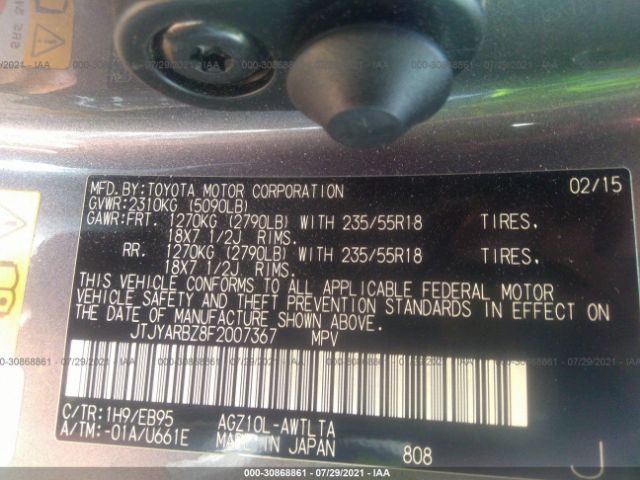 SRS
000-30868861 - 07/29/2021 - IAA
MFD.BY:TOYOTA MOTOR CORPORATION 02/15
GVWR:2310KG (5090LB)
GAWR:FRT. 1270KG (2790LB) WITH 235/55R18 TIRES.
18X7 1/2J RIMS.
RR. 1270KG (2790LB) WITH 235/55R18 TIRES.
18X7 1/2J RIMS.
THIS VEHICLE CONFORMS TO ALL APPLICABLE FEDERAL MOTOR
VEHICLE SAFETY AND THEFT PREVENTION STANDARDS IN EFFECT ON
THE DATE OF MANUFACTURE SHOWN ABOVE.
JTJYARBZ8F2007367 MPV
C/TR:1H9/EB95 AGZ10L-AWTLTA
A/TM:-01A/U661E MADE IN JAPAN 808 J
000-30868861 - 07/29/2021 - IAA